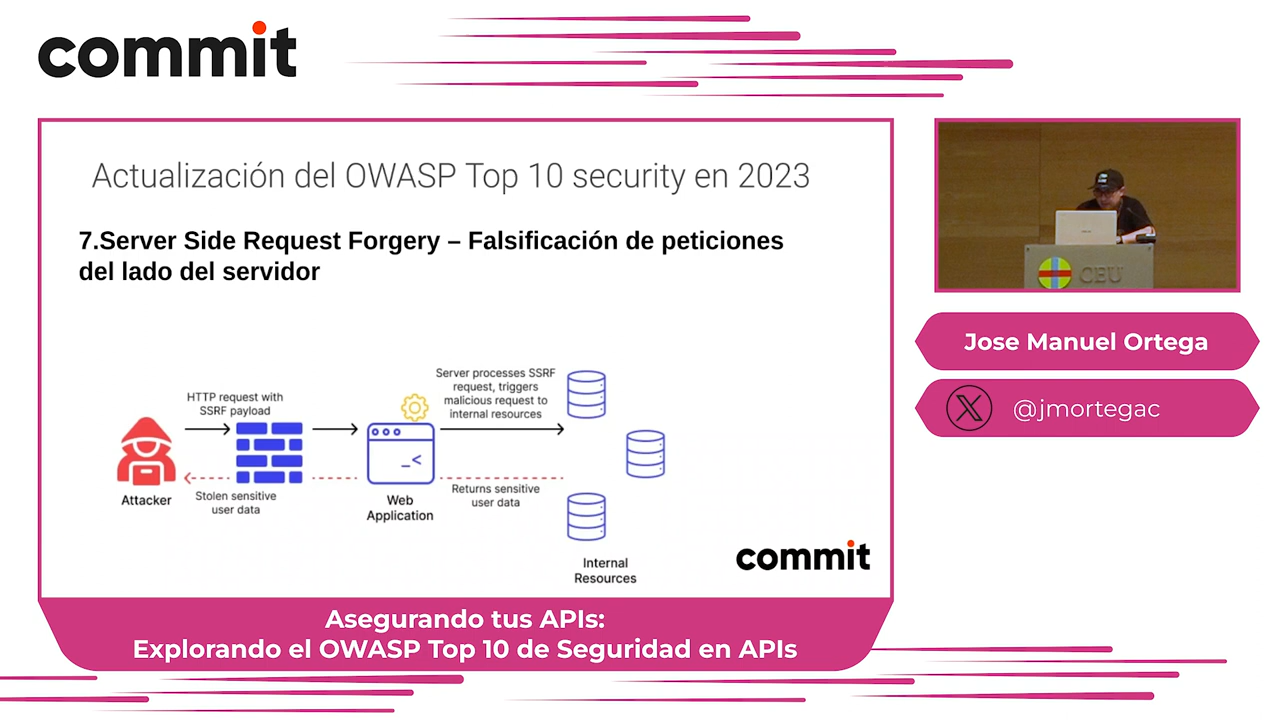 commit
Actualización del OWASP Top 10 security en 2023
7.Server Side Request Forgery – Falsificación de peticiones
del lado del servidor
HTTP request with
SSRF payload
Server processes SSRF
request, triggers
malicious request to
internal resources
Attacker
Stolen sensitive
user data
Web
Application
Returns sensitive
user data
Internal
Resources
commit
Asegurando tus APIs:
Explorando el OWASP Top 10 de Seguridad en APIs
CEU
Jose Manuel Ortega
@jmortegac